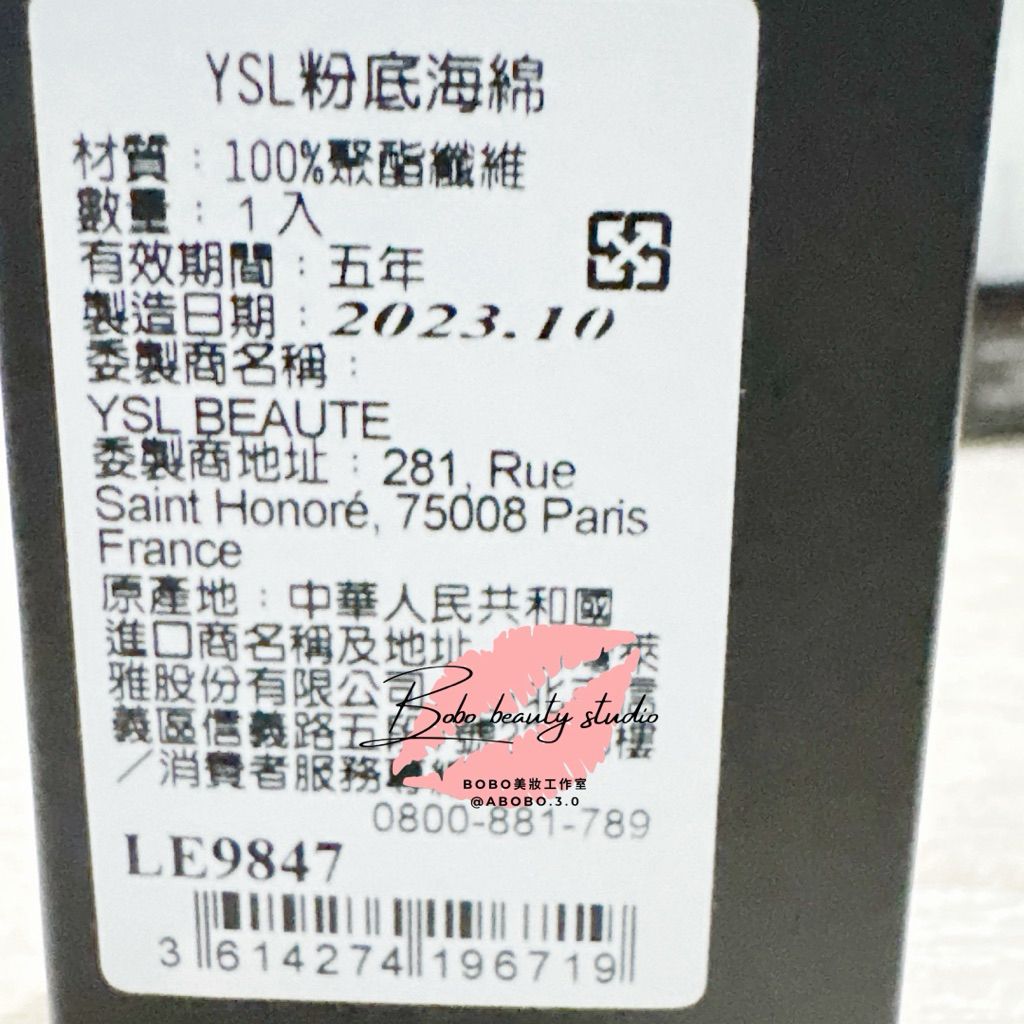 YSL粉底海綿
材質：100%聚酯纖維
數量：1入
有效期間：五年
製造日期：2023.10
委製商名稱：
YSL BEAUTE
委製商地址：281, Rue
Saint Honoré, 75008 Paris
France
原產地：中華人民共和國
進口商名稱及地址 萊
雅股份有限公司
義區信義路五 號 樓
/消費者服務專
Bobo beauty studio
BOBO美妝工作室
@ABOBO.3.0
0800-881-789
LE9847
3 614274 196719